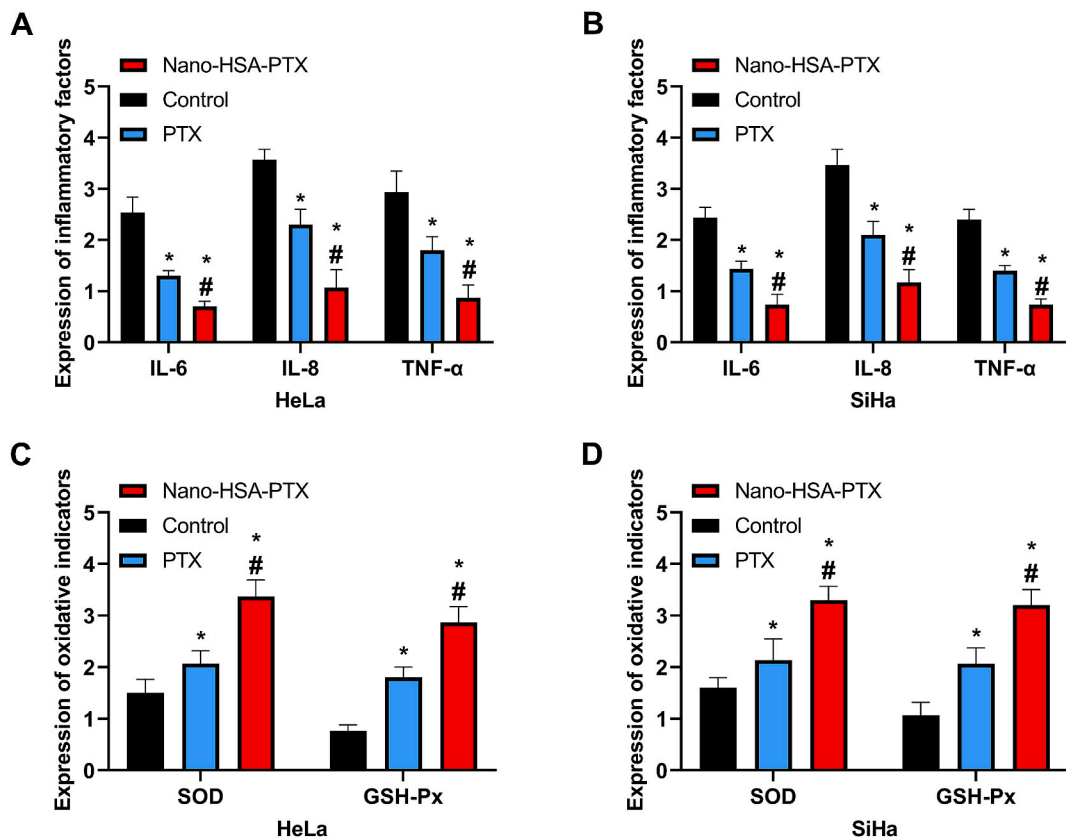 A
Nano-HSA-PTX
Control
PTX
Expression of inflammatory factors
5
4
3
2
1
0
* * #
* * #
* * #
IL-6 IL-8 TNF-α
HeLa
B
Nano-HSA-PTX
Control
PTX
Expression of inflammatory factors
5
4
3
2
1
0
* * #
* * #
* * #
IL-6 IL-8 TNF-α
SiHa
C
Nano-HSA-PTX
Control
PTX
Expression of oxidative indicators
5
4
3
2
1
0
* * #
* * #
SOD GSH-Px
HeLa
D
Nano-HSA-PTX
Control
PTX
Expression of oxidative indicators
5
4
3
2
1
0
* * #
* * #
SOD GSH-Px
SiHa